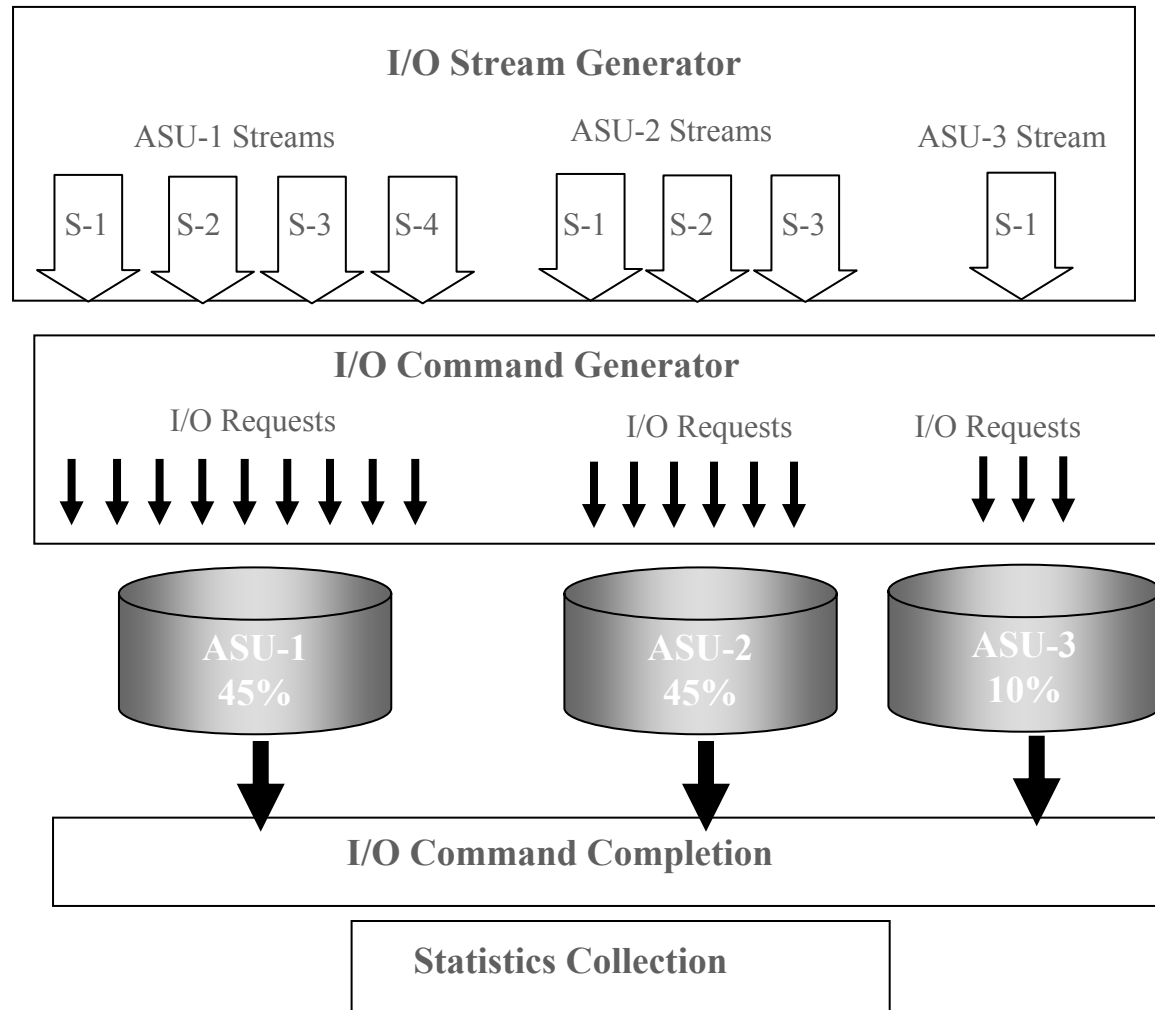 I/O Stream Generator
ASU-1 Streams
ASU-2 Streams
ASU-3 Stream
S-1
S-2
S-3
S-4
S-1
S-2
S-3
S-1
I/O Command Generator
I/O Requests
I/O Requests
I/O Requests
ASU-1
45%
ASU-2
45%
ASU-3
10%
I/O Command Completion
Statistics Collection